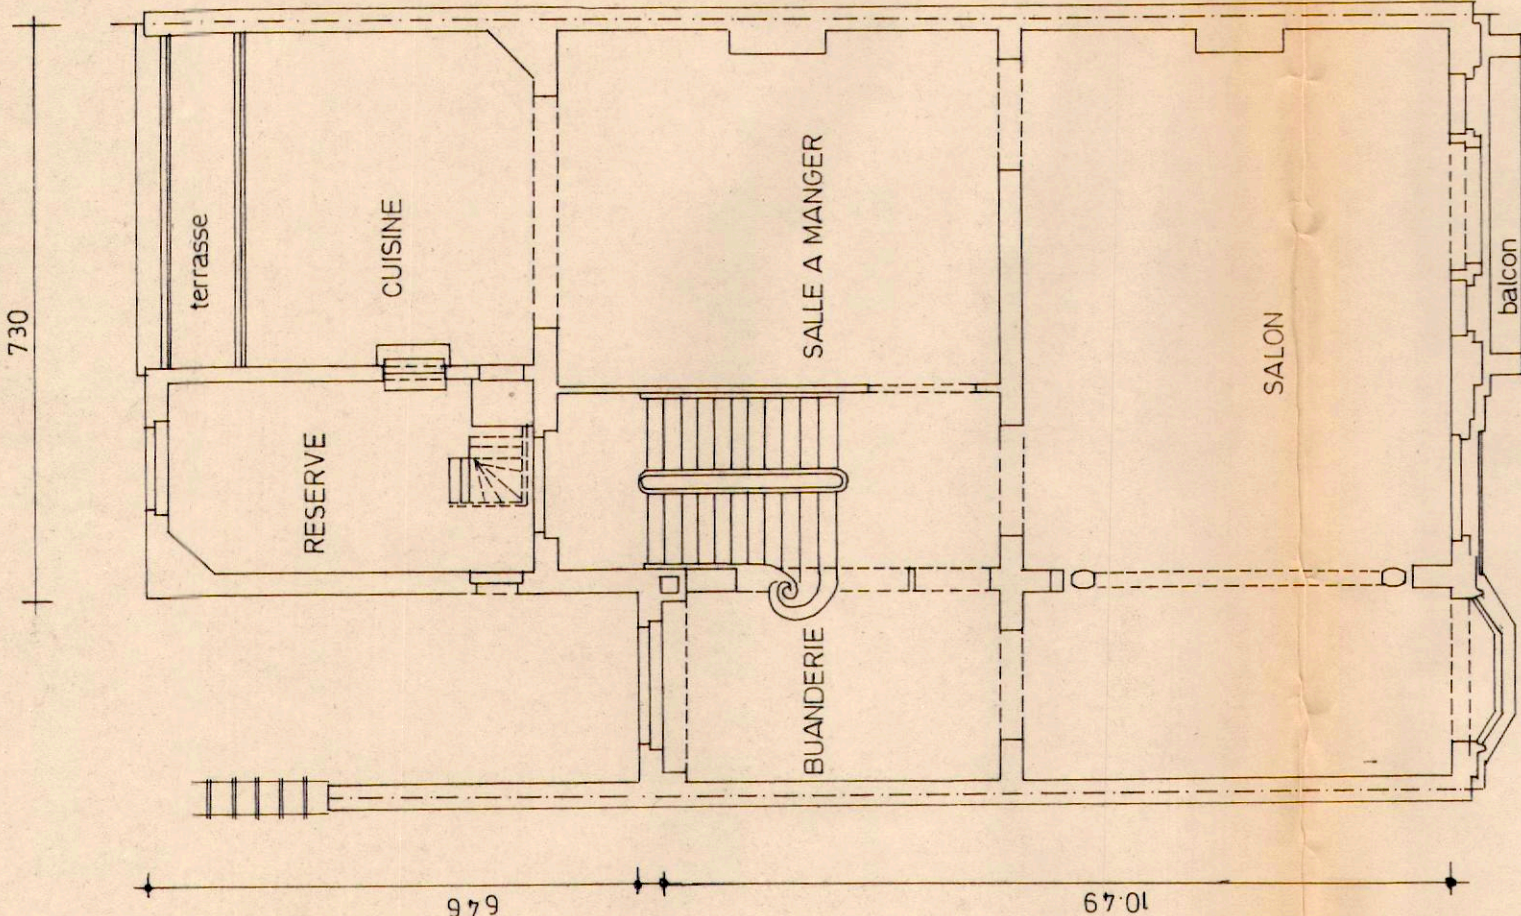 730
terrasse
CUISINE
SALLE A MANGER
SALON
balcon
RESERVE
BUANDERIE
646
10.49